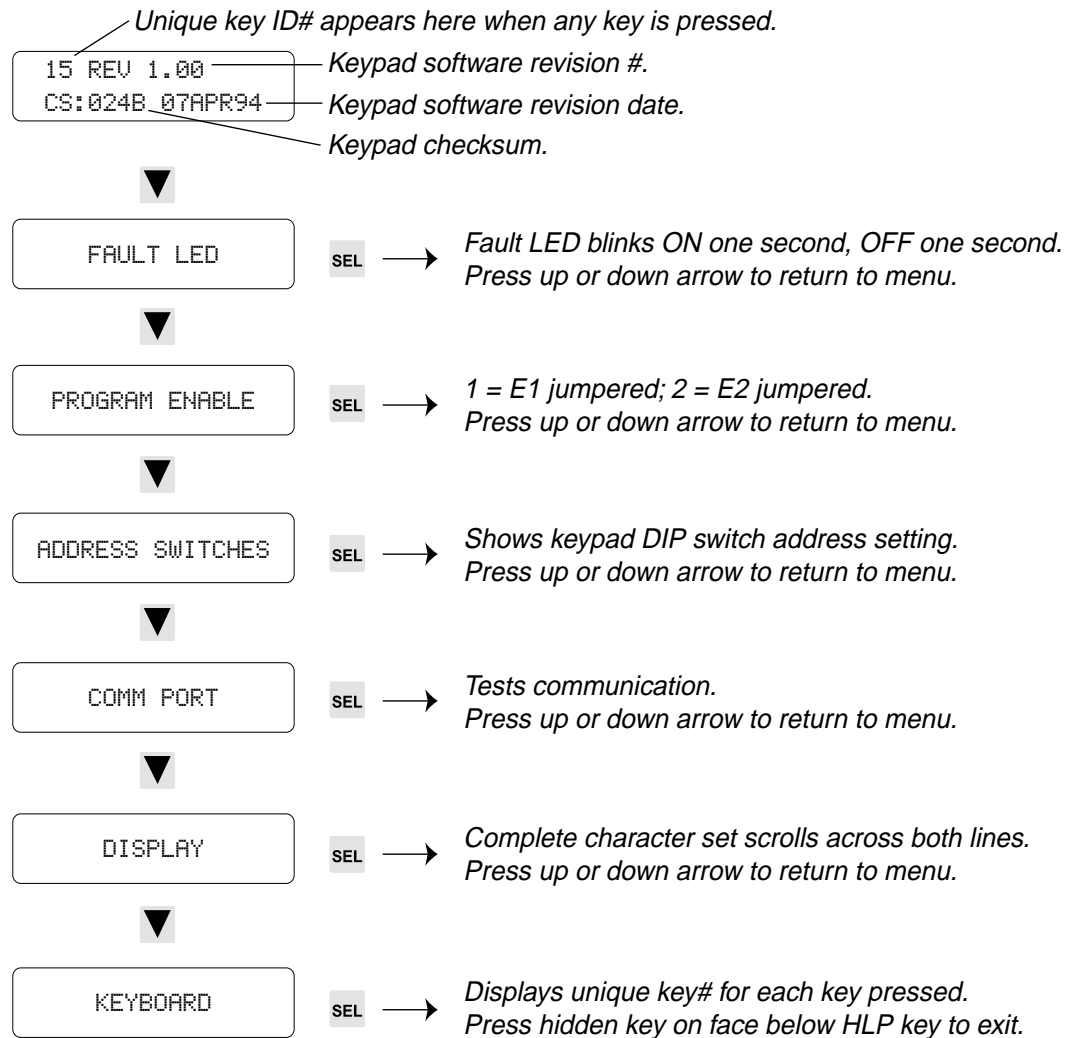 Unique key ID# appears here when any key is pressed.
15 REV 1.00
Keypad software revision #.
CS:024B 07APR94
Keypad software revision date.
Keypad checksum.
FAULT LED
SEL
Fault LED blinks ON one second, OFF one second.
Press up or down arrow to return to menu.
PROGRAM ENABLE
SEL
1 = E1 jumpered; 2 = E2 jumpered.
Press up or down arrow to return to menu.
ADDRESS SWITCHES
SEL
Shows keypad DIP switch address setting.
Press up or down arrow to return to menu.
COMM PORT
SEL
Tests communication.
Press up or down arrow to return to menu.
DISPLAY
SEL
Complete character set scrolls across both lines.
Press up or down arrow to return to menu.
KEYBOARD
SEL
Displays unique key# for each key pressed.
Press hidden key on face below HLP key to exit.